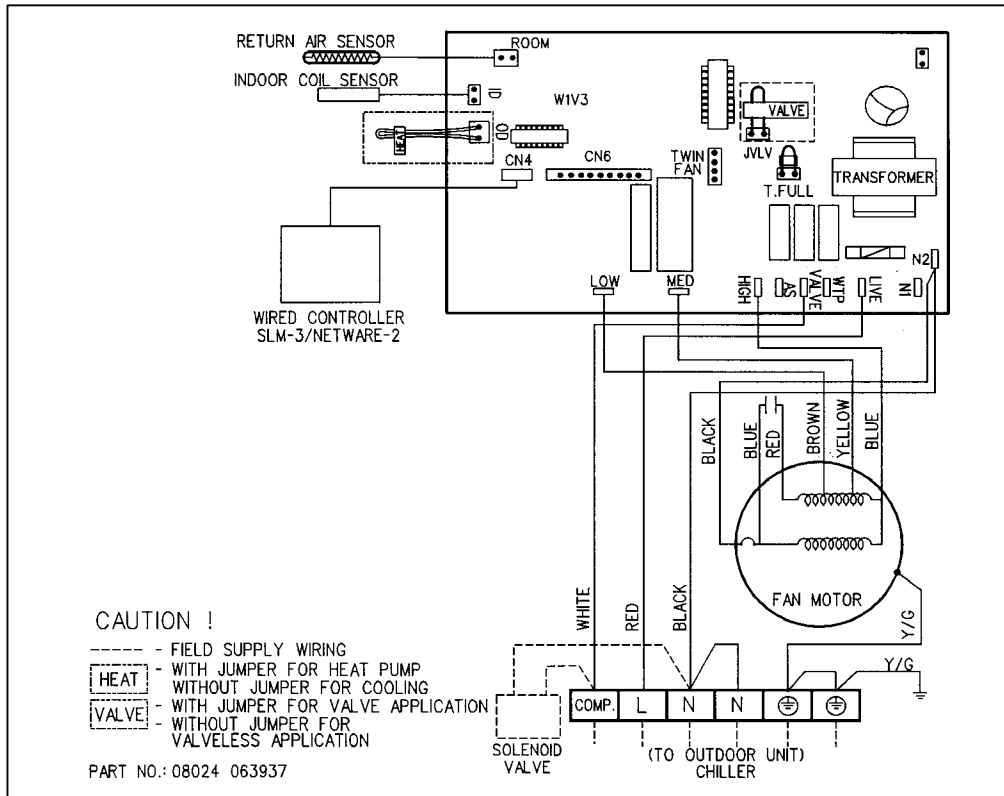 RETURN AIR SENSOR
ROOM
INDOOR COIL SENSOR
ID
W1V3
HEAT
OD
VALVE
JVLV
CN4
CN6
TWIN
FAN
T.FULL
TRANSFORMER
N2
LOW
MED
HIGH
AS
VALVE
WTP
LIVE
N1
WIRED CONTROLLER
SLM-3/NETWARE-2
BLACK
BLUE
RED
BROWN
YELLOW
BLUE
WHITE
RED
BLACK
FAN MOTOR
Y/G
Y/G
CAUTION !
------ - FIELD SUPPLY WIRING
HEAT - WITH JUMPER FOR HEAT PUMP
WITHOUT JUMPER FOR COOLING
VALVE - WITH JUMPER FOR VALVE APPLICATION
- WITHOUT JUMPER FOR
VALVELESS APPLICATION
PART NO.: 08024 063937
SOLENOID
VALVE
COMP. L N N
(TO OUTDOOR UNIT)
CHILLER